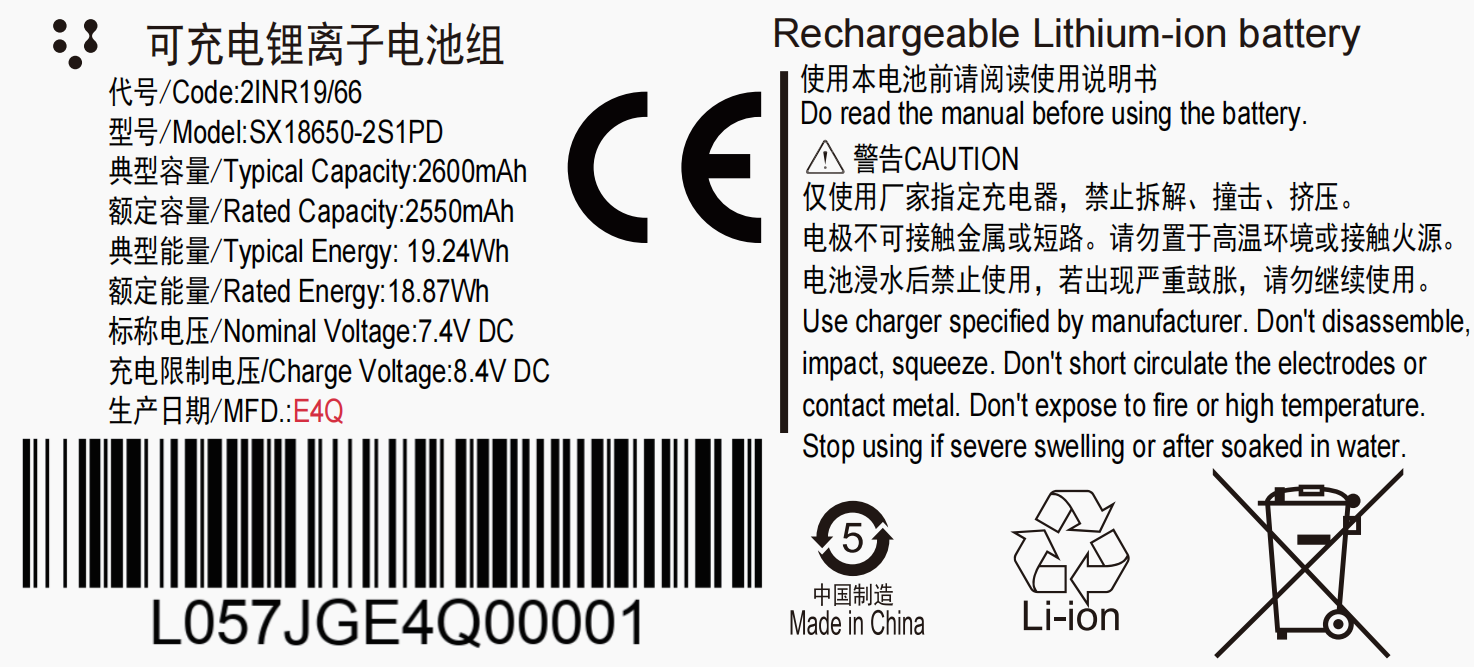 可充电锂离子电池组
代号/Code:2INR19/66
型号/Model:SX18650-2S1PD
典型容量/Typical Capacity:2600mAh
额定容量/Rated Capacity:2550mAh
典型能量/Typical Energy: 19.24Wh
额定能量/Rated Energy:18.87Wh
标称电压/Nominal Voltage:7.4V DC
充电限制电压/Charge Voltage:8.4V DC
生产日期/MFD.:E4Q
CE
L057JGE4Q00001
Rechargeable Lithium-ion battery
使用本电池前请阅读使用说明书
Do read the manual before using the battery.
警告CAUTION
仅使用厂家指定充电器，禁止拆解、撞击、挤压。
电极不可接触金属或短路。请勿置于高温环境或接触火源。
电池浸水后禁止使用，若出现严重鼓胀，请勿继续使用。
Use charger specified by manufacturer. Don't disassemble,
impact, squeeze. Don't short circulate the electrodes or
contact metal. Don't expose to fire or high temperature.
Stop using if severe swelling or after soaked in water.
5
中国制造
Made in China
Li-ion